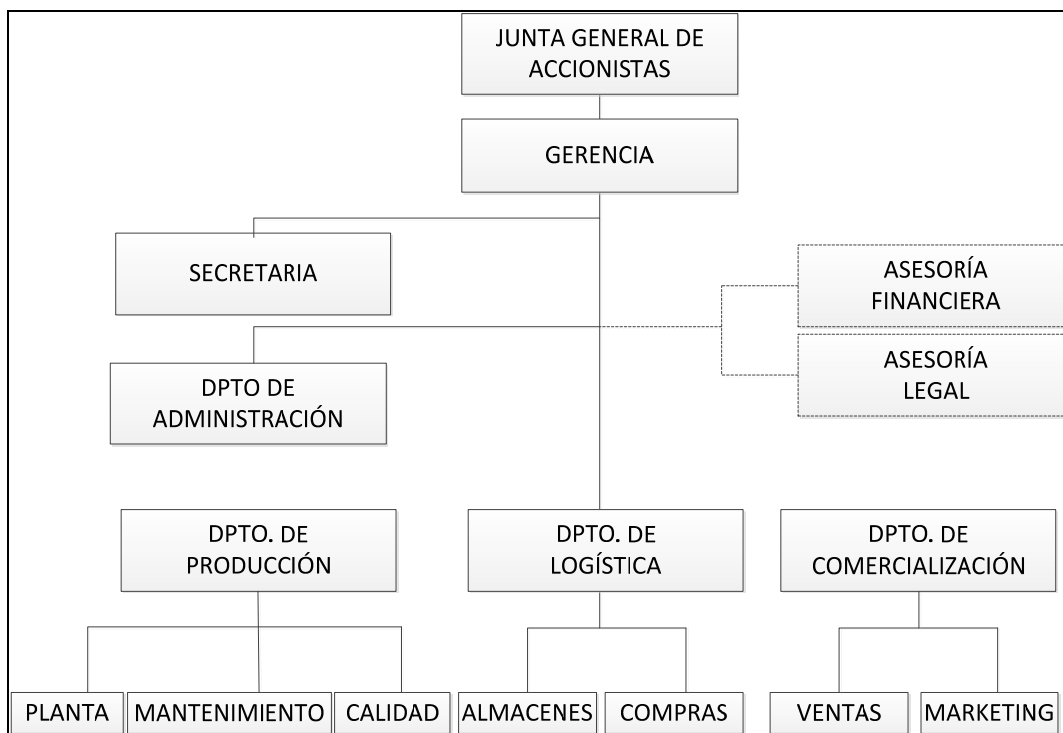 JUNTA GENERAL DE
ACCIONISTAS
GERENCIA
SECRETARIA
ASESORÍA
FINANCIERA
ASESORÍA
LEGAL
DPTO DE
ADMINISTRACIÓN
DPTO. DE
PRODUCCIÓN
DPTO. DE
LOGÍSTICA
DPTO. DE
COMERCIALIZACIÓN
PLANTA
MANTENIMIENTO
CALIDAD
ALMACENES
COMPRAS
VENTAS
MARKETING